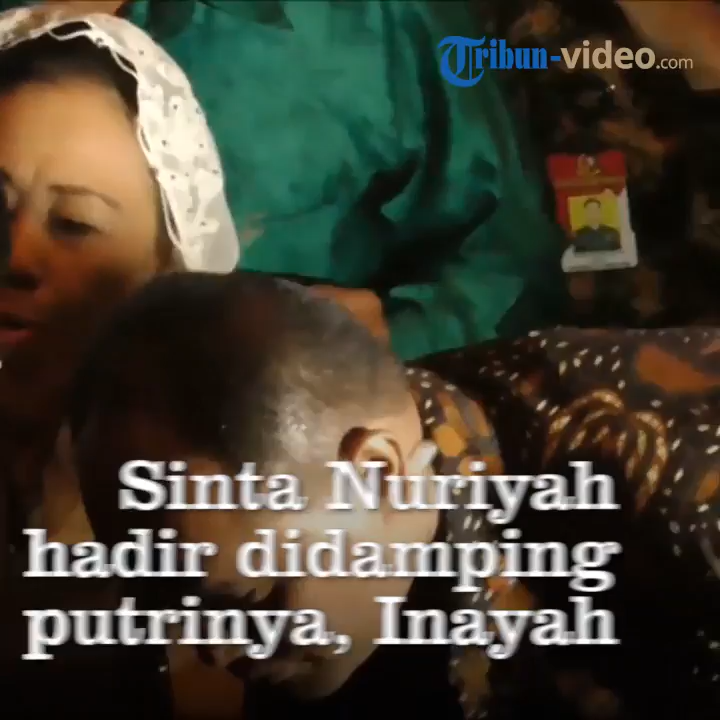 Tribun-video.com
Sinta Nuriyah
hadir didamping
putrinya, Inayah